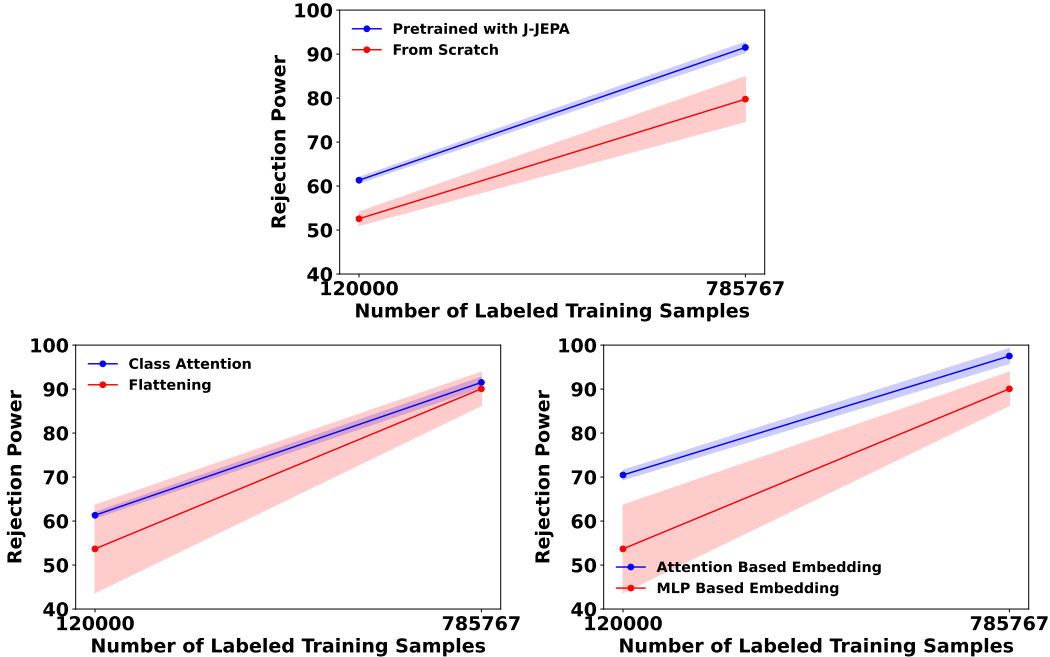 100
90
80
70
60
50
40
Rejection Power
Pretrained with J-JEPA
From Scratch
120000
785767
Number of Labeled Training Samples
100
90
80
70
60
50
40
Rejection Power
Class Attention
Flattening
120000
785767
Number of Labeled Training Samples
100
90
80
70
60
50
40
Rejection Power
Attention Based Embedding
MLP Based Embedding
120000
785767
Number of Labeled Training Samples